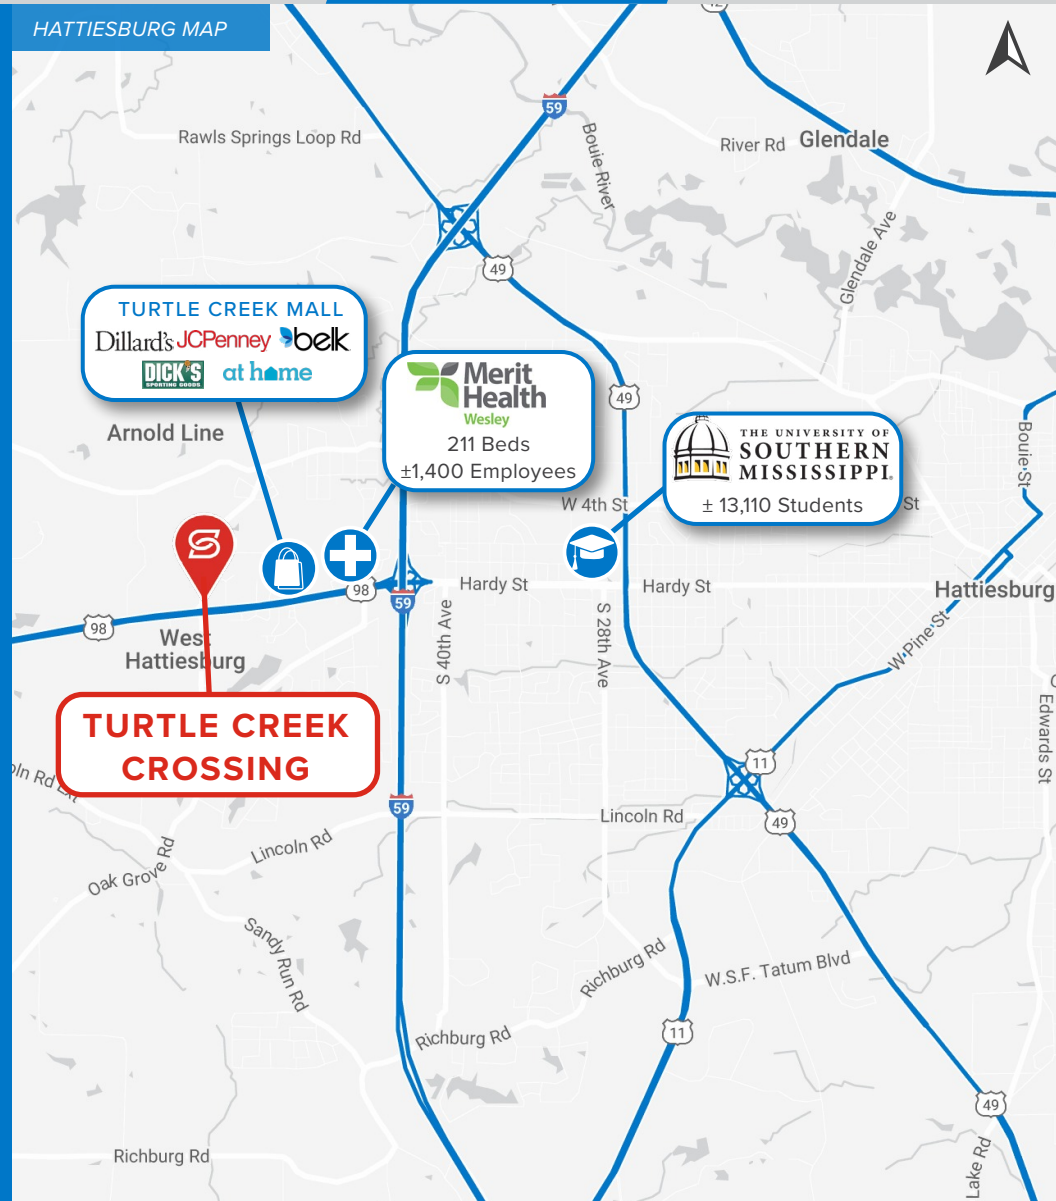 HATTIESBURG MAP
42
59
Rawls Springs Loop Rd
Bouie River
River Rd
Glendale
Glendale Ave
49
TURTLE CREEK MALL
Dillard's JCPenney belk
DICK'S
SPORTING GOODS
at home
Merit
Health
Wesley
211 Beds
±1,400 Employees
49
Arnold Line
THE UNIVERSITY OF
SOUTHERN
MISSISSIPPI.
± 13,110 Students
Bouie St
W 4th St
St
98
59
Hardy St
Hardy St
Hattiesburg
98
West
Hattiesburg
S 40th Ave
S 28th Ave
W Pine St
TURTLE CREEK
CROSSING
11
Edwards St
oln Rd Ext
59
Lincoln Rd
49
Lincoln Rd
Oak Grove Rd
Sandy Run Rd
Richburg Rd
W.S.F. Tatum Blvd
Richburg Rd
11
49
Richburg Rd
Lake Rd